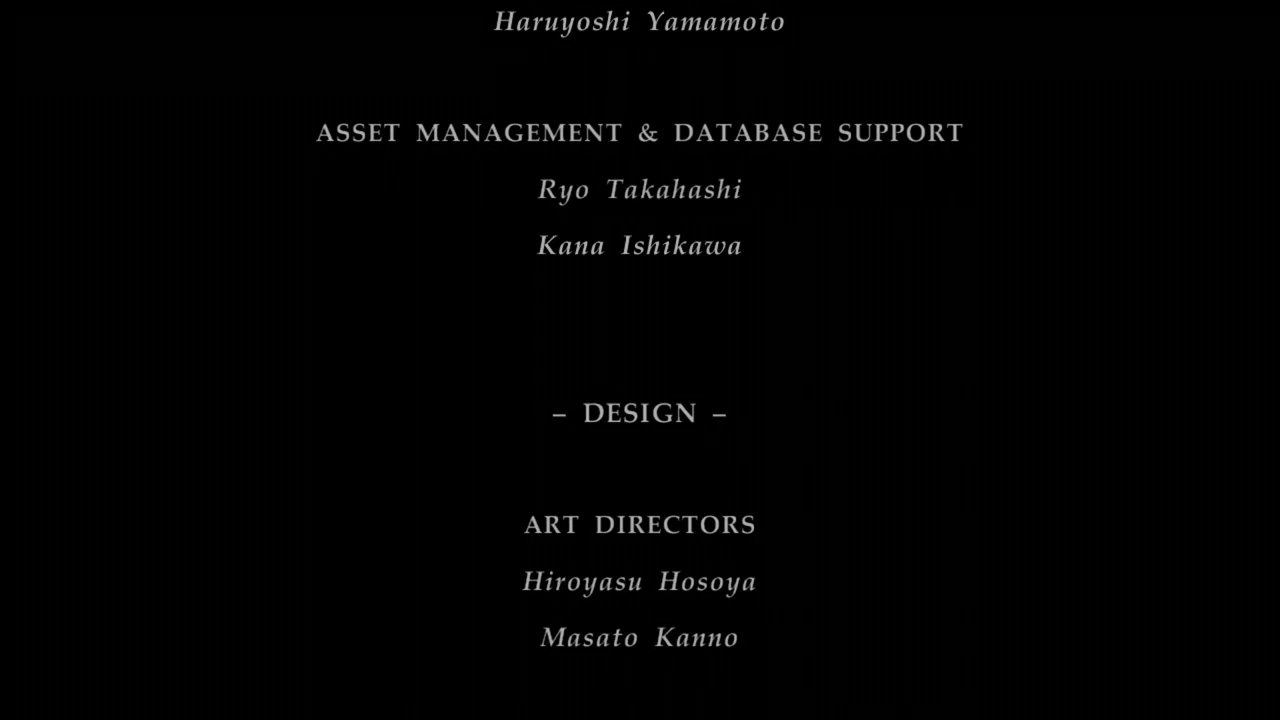 Haruyoshi Yamamoto
ASSET MANAGEMENT & DATABASE SUPPORT
Ryo Takahashi
Kana Ishikawa
– DESIGN –
ART DIRECTORS
Hiroyasu Hosoya
Masato Kanno